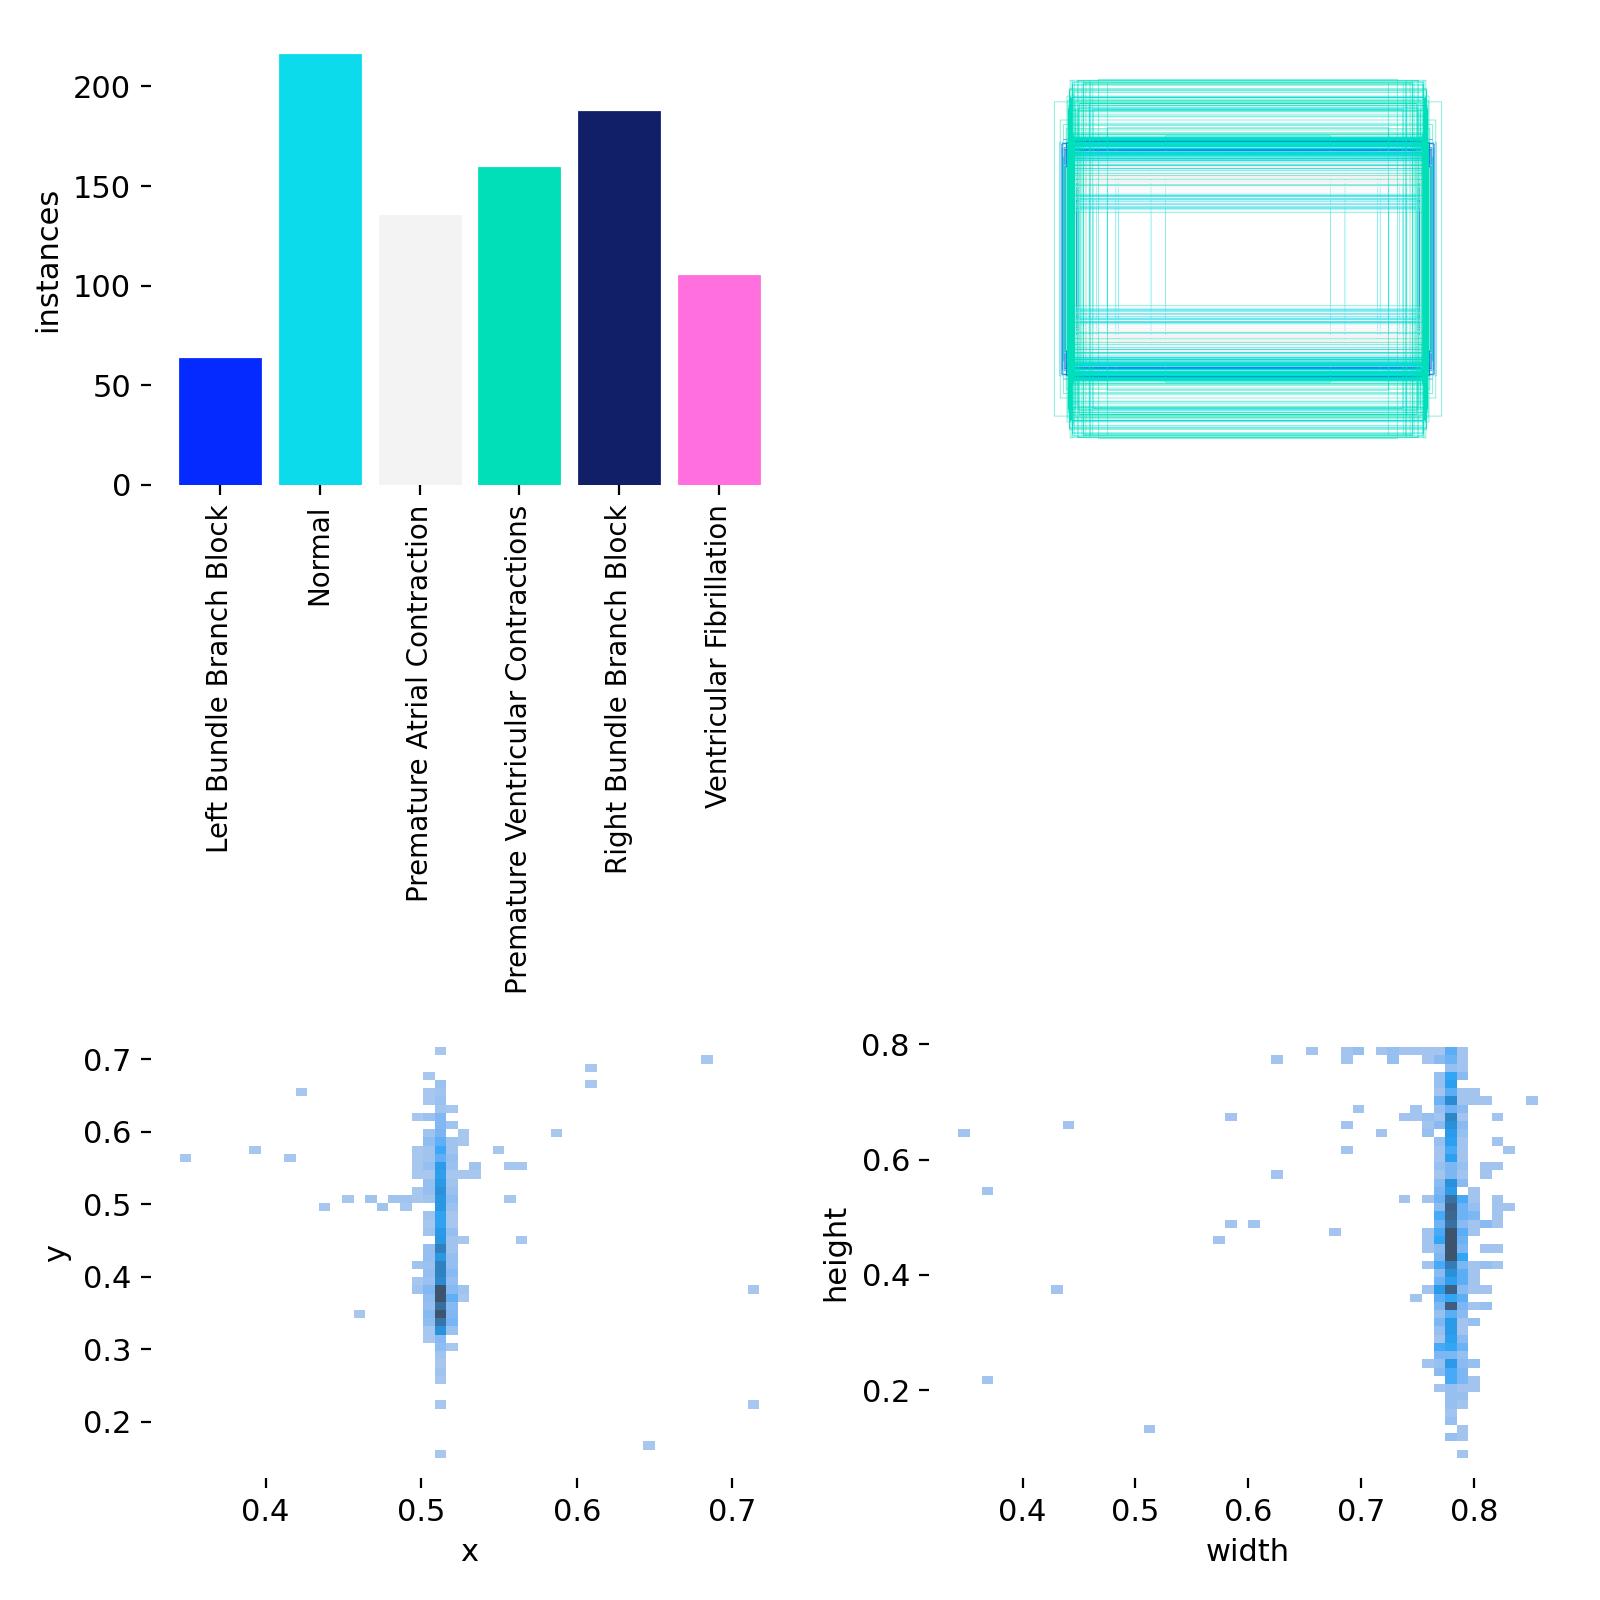 instances
200
150
100
50
0
Left Bundle Branch Block
Normal
Premature Atrial Contraction
Premature Ventricular Contractions
Right Bundle Branch Block
Ventricular Fibrillation
y
0.7
0.6
0.5
0.4
0.3
0.2
0.4 0.5 0.6 0.7
x
height
0.8
0.6
0.4
0.2
0.4 0.5 0.6 0.7 0.8
width